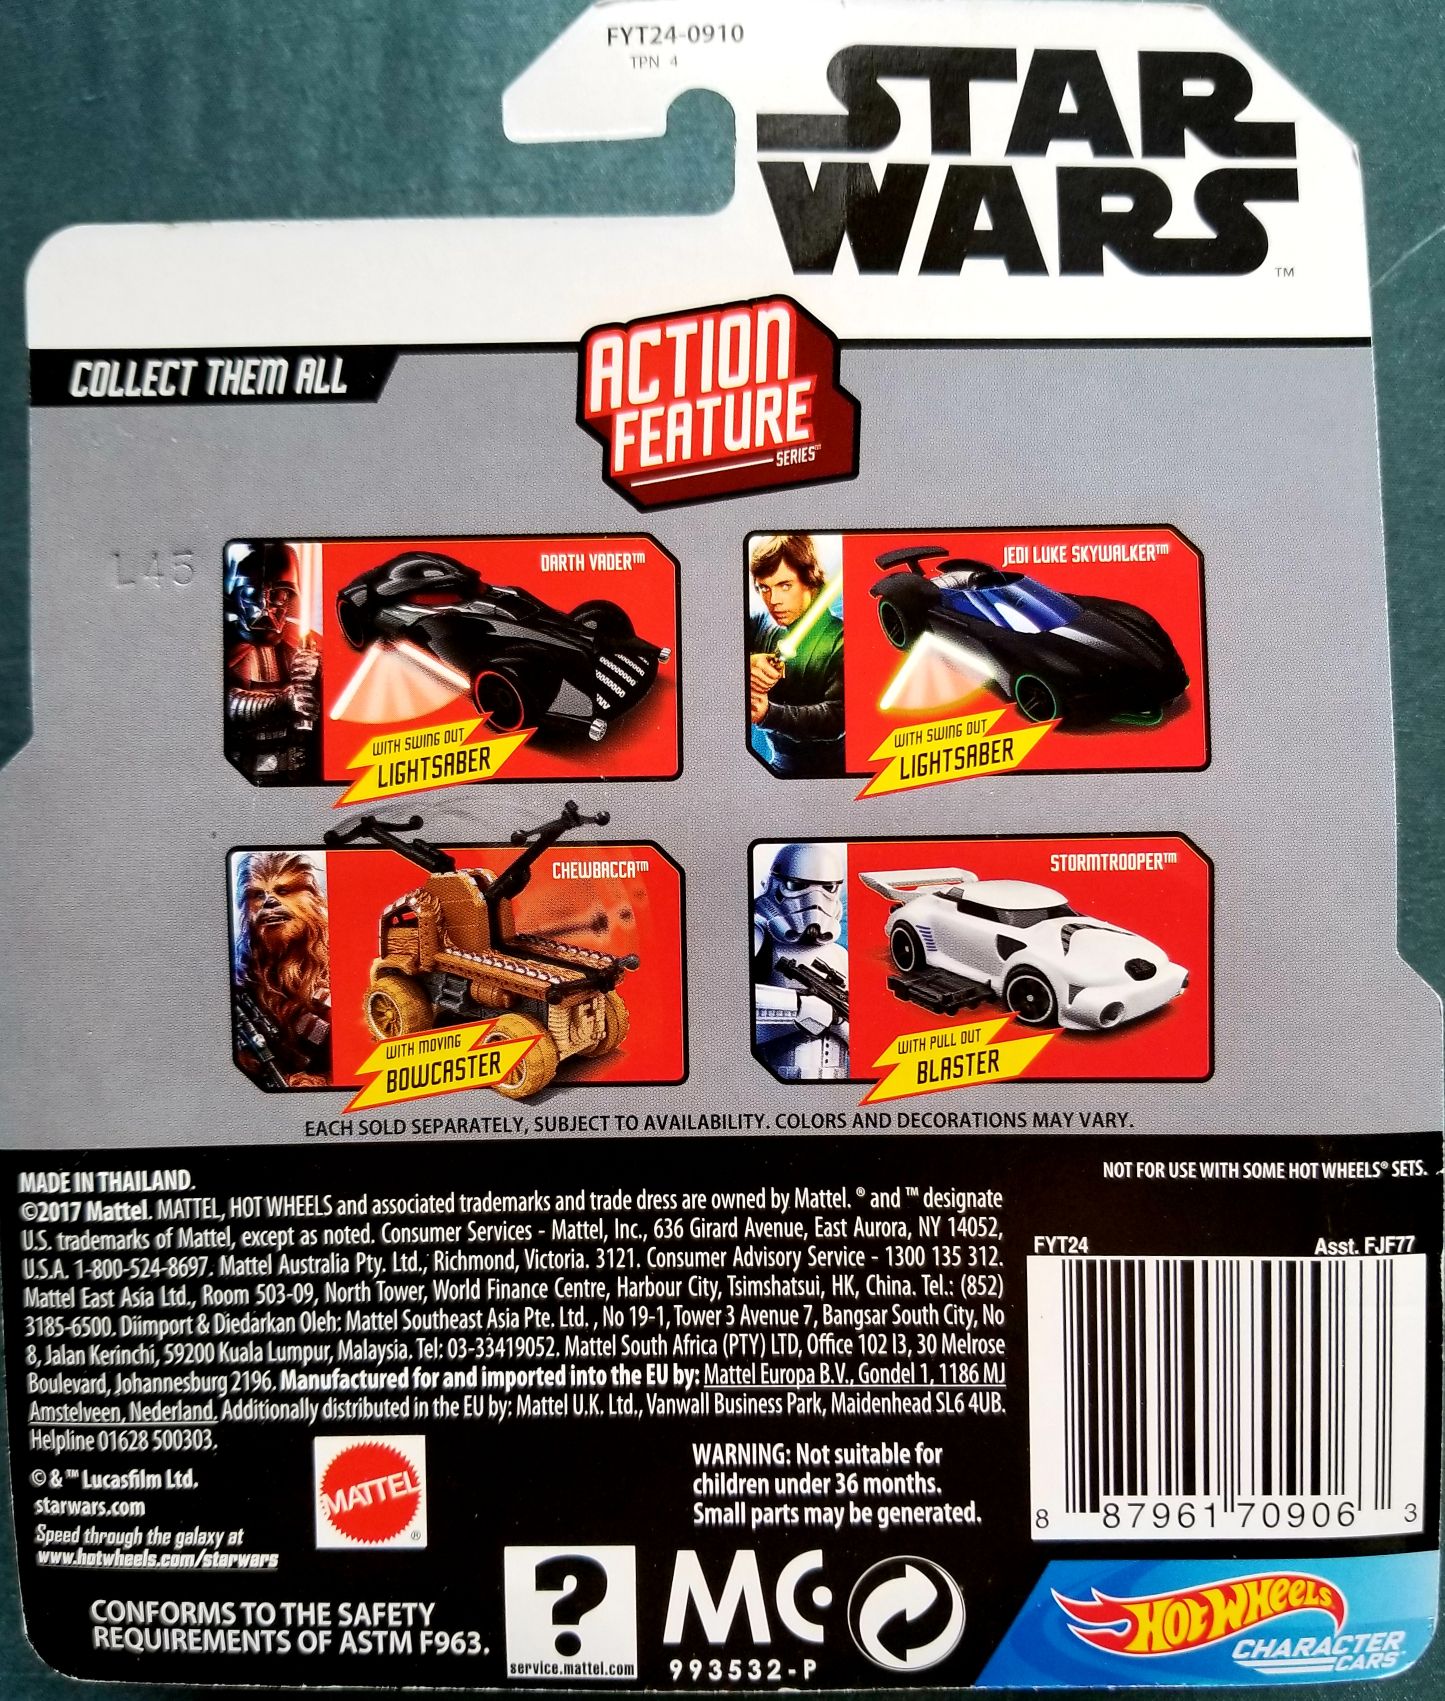 FYT24-0910
TPN 4
STAR
WARS
TM
COLLECT THEM ALL
ACTION
FEATURE
SERIES™
L45
DARTH VADER™
WITH SWING OUT
LIGHTSABER
JEDI LUKE SKYWALKER™
WITH SWING OUT
LIGHTSABER
CHEWBACCA™
WITH MOVING
BOWCASTER
STORMTROOPER™
WITH PULL OUT
BLASTER
EACH SOLD SEPARATELY, SUBJECT TO AVAILABILITY. COLORS AND DECORATIONS MAY VARY.
NOT FOR USE WITH SOME HOT WHEELS® SETS.
MADE IN THAILAND.
©2017 Mattel. MATTEL, HOT WHEELS and associated trademarks and trade dress are owned by Mattel. ® and ™ designate
U.S. trademarks of Mattel, except as noted. Consumer Services - Mattel, Inc., 636 Girard Avenue, East Aurora, NY 14052,
U.S.A. 1-800-524-8697. Mattel Australia Pty. Ltd., Richmond, Victoria. 3121. Consumer Advisory Service - 1300 135 312.
Mattel East Asia Ltd., Room 503-09, North Tower, World Finance Centre, Harbour City, Tsimshatsui, HK, China. Tel.: (852)
3185-6500. Diimport & Diedarkan Oleh: Mattel Southeast Asia Pte. Ltd. , No 19-1, Tower 3 Avenue 7, Bangsar South City, No
8, Jalan Kerinchi, 59200 Kuala Lumpur, Malaysia. Tel: 03-33419052. Mattel South Africa (PTY) LTD, Office 102 I3, 30 Melrose
Boulevard, Johannesburg 2196. Manufactured for and imported into the EU by: Mattel Europa B.V., Gondel 1, 1186 MJ
Amstelveen, Nederland. Additionally distributed in the EU by: Mattel U.K. Ltd., Vanwall Business Park, Maidenhead SL6 4UB.
Helpline 01628 500303.
© & ™ Lucasfilm Ltd.
starwars.com
Speed through the galaxy at
www.hotwheels.com/starwars
MATTEL
®
WARNING: Not suitable for
children under 36 months.
Small parts may be generated.
FYT24
Asst. FJF77
8 87961 70906 3
CONFORMS TO THE SAFETY
REQUIREMENTS OF ASTM F963.
?
service.mattel.com
MC
993532-P
HOT WHEELS
CHARACTER
CARS